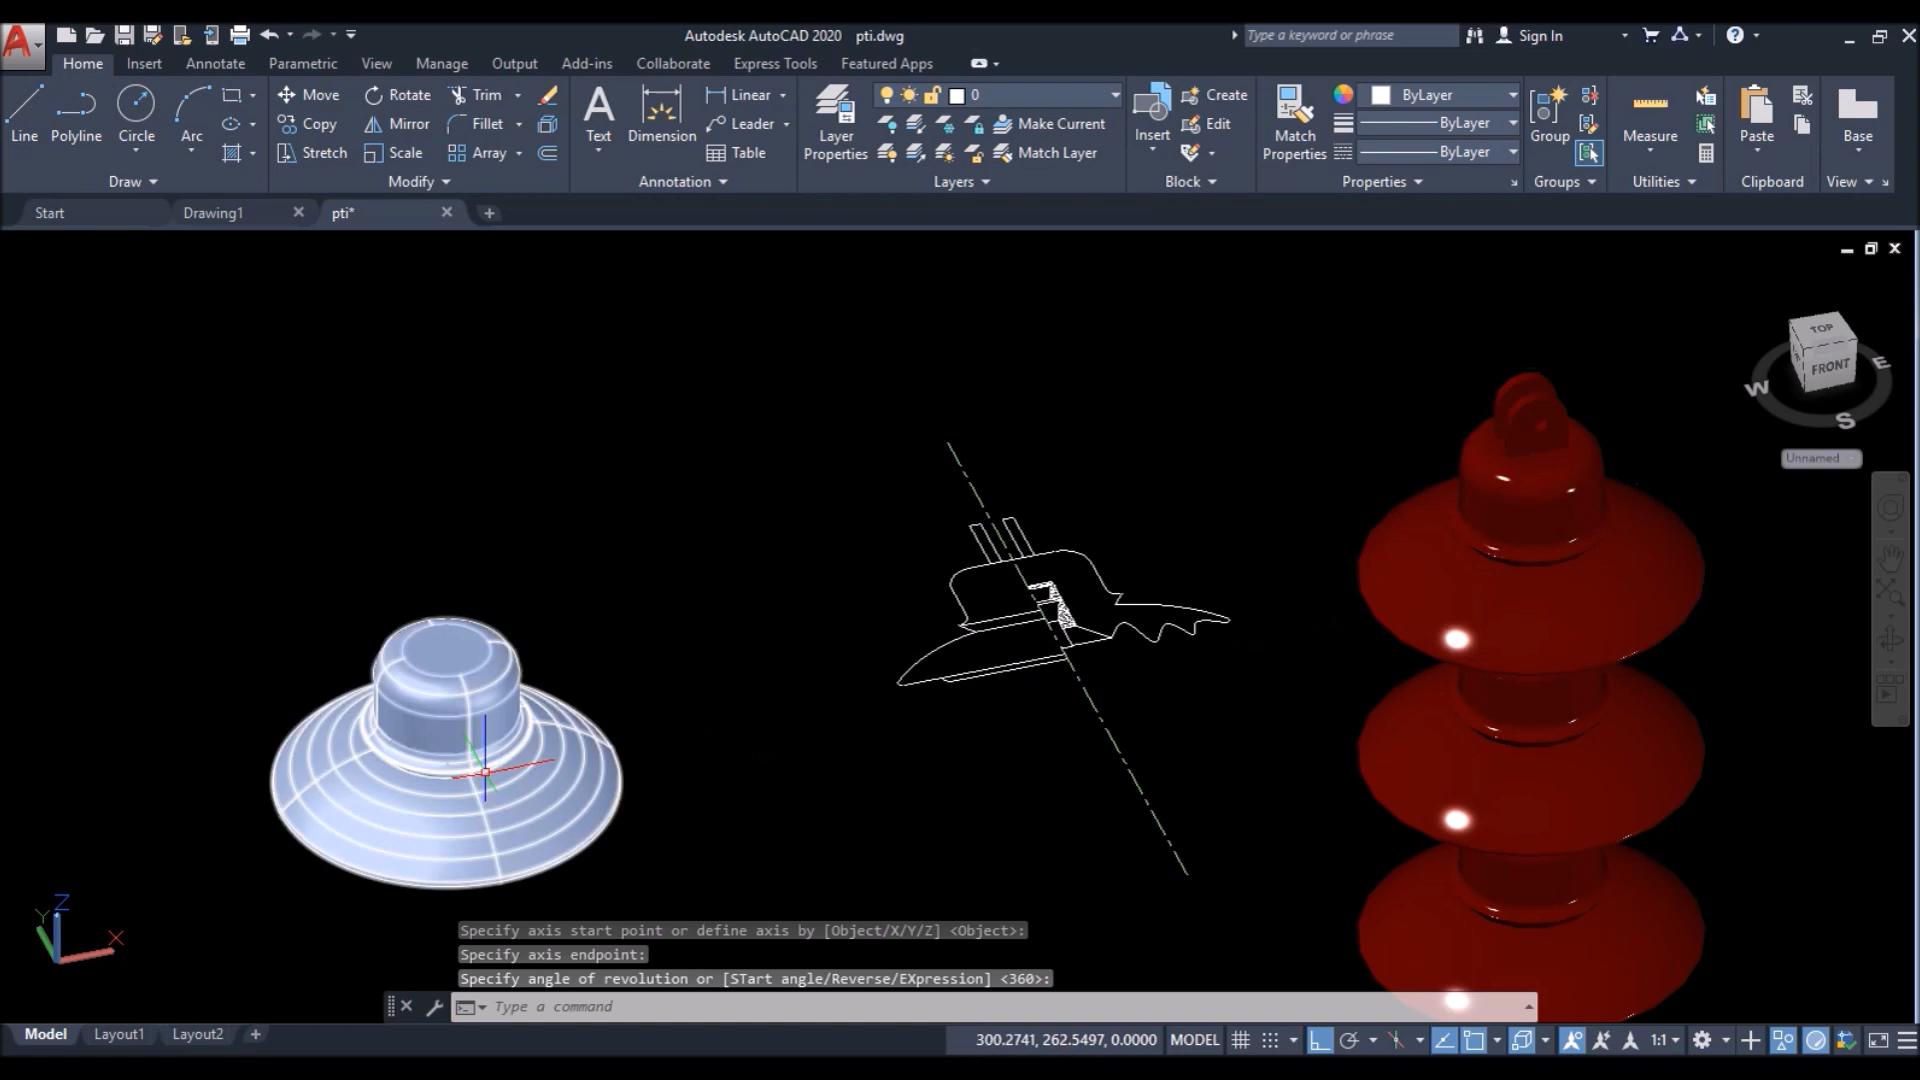 Autodesk AutoCAD 2020 pti.dwg
Type a keyword or phrase
Sign In
Home Insert Annotate Parametric View Manage Output Add-ins Collaborate Express Tools Featured Apps
Line Polyline Circle Arc
Move Rotate Trim
Copy Mirror Fillet
Stretch Scale Array
Text Dimension
Linear
Leader
Table
Layer Properties
0
Make Current
Match Layer
Insert
Create
Edit
Match Properties
ByLayer
ByLayer
ByLayer
Group
Measure
Paste
Base
Draw Modify Annotation Layers Block Properties Groups Utilities Clipboard View
Start Drawing1 pti*
TOP
FRONT
W
E
S
Unnamed
Z
Y
X
Specify axis start point or define axis by [Object/X/Y/Z] <Object>:
Specify axis endpoint:
Specify angle of revolution or [STart angle/Reverse/EXpression] <360>:
Type a command
Model Layout1 Layout2
300.2741, 262.5497, 0.0000 MODEL
1:1